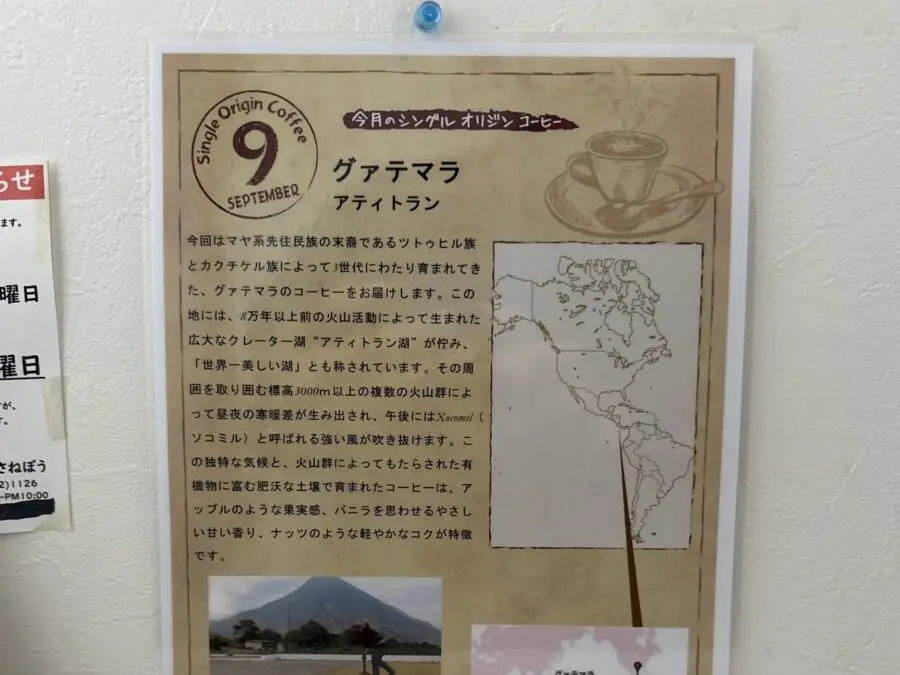 らせ
ます。
曜日
曜日
が、
す。
さねぼう
2)1126
~PM10:00
Single Origin Coffee
9
SEPTEMBER
今月のシングル オリジン コーヒー
グァテマラ
アティトラン
今回はマヤ系先住民族の末裔であるツトゥヒル族
とカクチケル族によって3世代にわたり育まれてき
た、グァテマラのコーヒーをお届けします。この
地には、8万年以上前の火山活動によって生まれた
広大なクレーター湖“アティトラン湖”が佇み、
「世界一美しい湖」とも称されています。その周
囲を取り囲む標高3000m以上の複数の火山群によ
って昼夜の寒暖差が生み出され、午後にはXocomil（
ソコミル）と呼ばれる強い風が吹き抜けます。こ
の独特な気候と、火山群によってもたらされた有
機物に富む肥沃な土壌で育まれたコーヒーは、ア
ップルのような果実感、バニラを思わせるやさし
い甘い香り、ナッツのような軽やかなコクが特徴
です。
グァテマラ